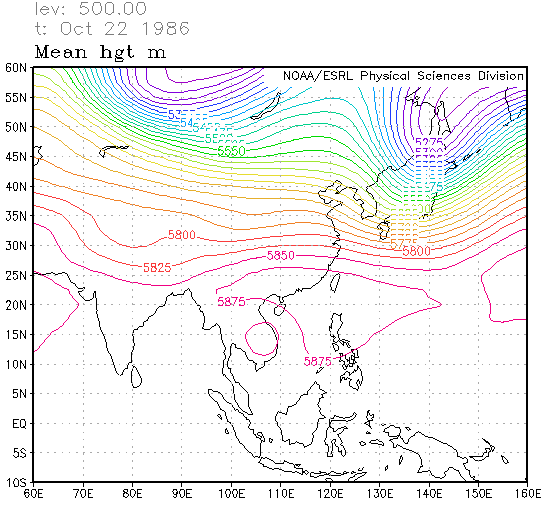 lev: 500.00
t: Oct 22 1986
Mean hgt m
NOAA/ESRL Physical Sciences Division
60N
55N
50N
45N
40N
35N
30N
25N
20N
15N
10N
5N
EQ
5S
10S
5550
5275
5775
5800
5800
5825
5850
5875
5875
60E
70E
80E
90E
100E
110E
120E
130E
140E
150E
160E